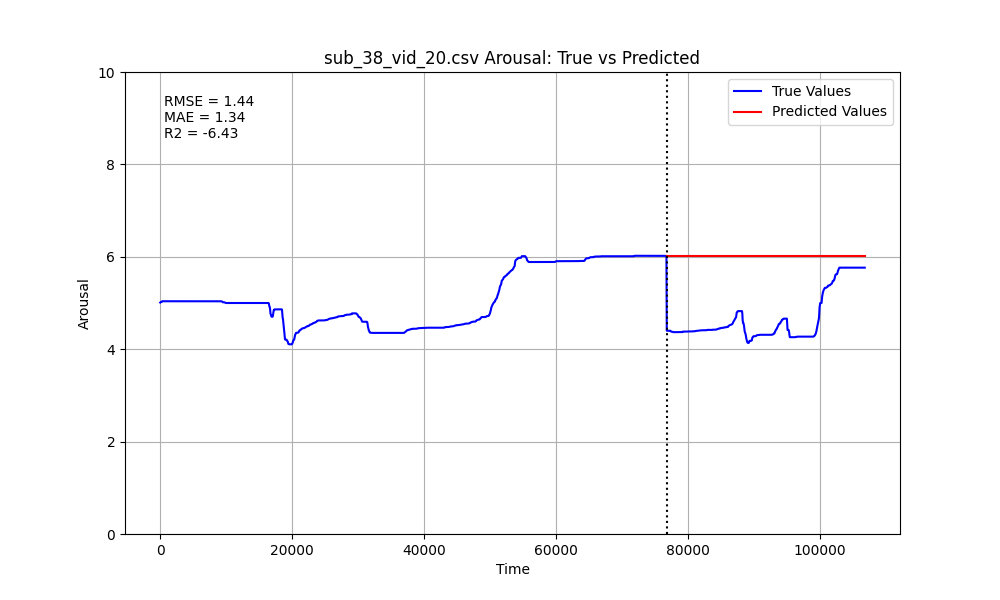 sub_38_vid_20.csv Arousal: True vs Predicted
RMSE = 1.44
MAE = 1.34
R2 = -6.43
True Values
Predicted Values
10
8
6
4
2
0
Arousal
0 20000 40000 60000 80000 100000
Time